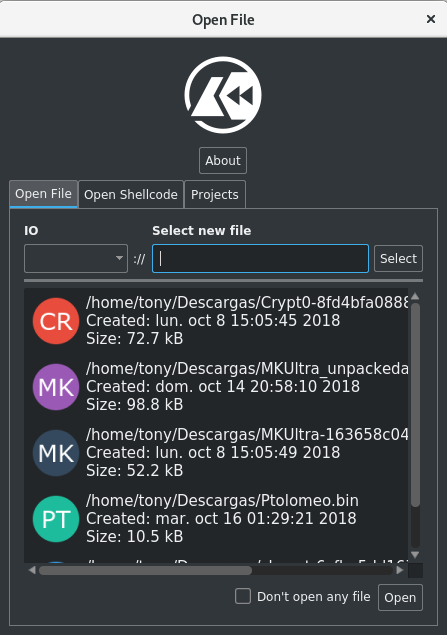 Open File
About
Open File Open Shellcode Projects
IO Select new file
:// Select
CR /home/tony/Descargas/Crypt0-8fd4bfa0888
Created: lun. oct 8 15:05:45 2018
Size: 72.7 kB
MK /home/tony/Descargas/MKUltra_unpackeda
Created: dom. oct 14 20:58:10 2018
Size: 98.8 kB
MK /home/tony/Descargas/MKUltra-163658c04
Created: lun. oct 8 15:05:49 2018
Size: 52.2 kB
PT /home/tony/Descargas/Ptolomeo.bin
Created: mar. oct 16 01:29:21 2018
Size: 10.5 kB
Don't open any file Open